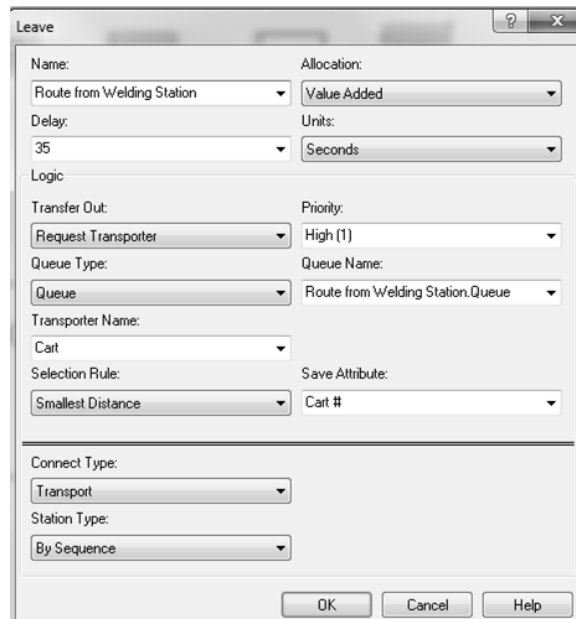 Leave
Name: Allocation:
Route from Welding Station Value Added
Delay: Units:
35 Seconds
Logic
Transfer Out: Priority:
Request Transporter High (1)
Queue Type: Queue Name:
Queue Route from Welding Station.Queue
Transporter Name:
Cart
Selection Rule: Save Attribute:
Smallest Distance Cart #
Connect Type:
Transport
Station Type:
By Sequence
OK Cancel Help